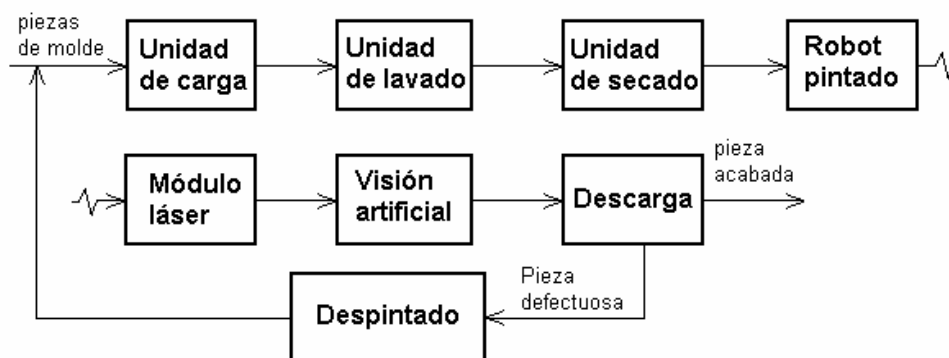 piezas
de molde
Unidad
de carga
Unidad
de lavado
Unidad
de secado
Robot
pintado
Módulo
láser
Visión
artificial
Descarga
pieza
acabada
Pieza
defectuosa
Despintado